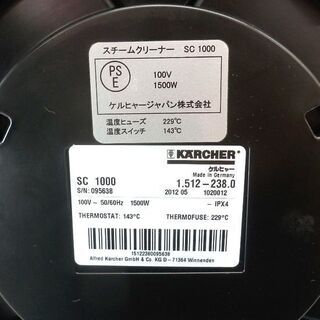 スチームクリーナー SC 1000
PS
E
100V
1500W
ケルヒャージャパン株式会社
温度ヒューズ 229℃
温度スイッチ 143℃
KÄRCHER
ケルヒャー
Made in Germany
SC 1000 1.512-238.0
S/N: 095638 2012 05 1020012
100V~ 50/60Hz 1500W - IPX4
THERMOSTAT: 143°C THERMOFUSE: 229°C
15122380095638
Alfred Kärcher GmbH & Co. KG D - 71364 Winnenden